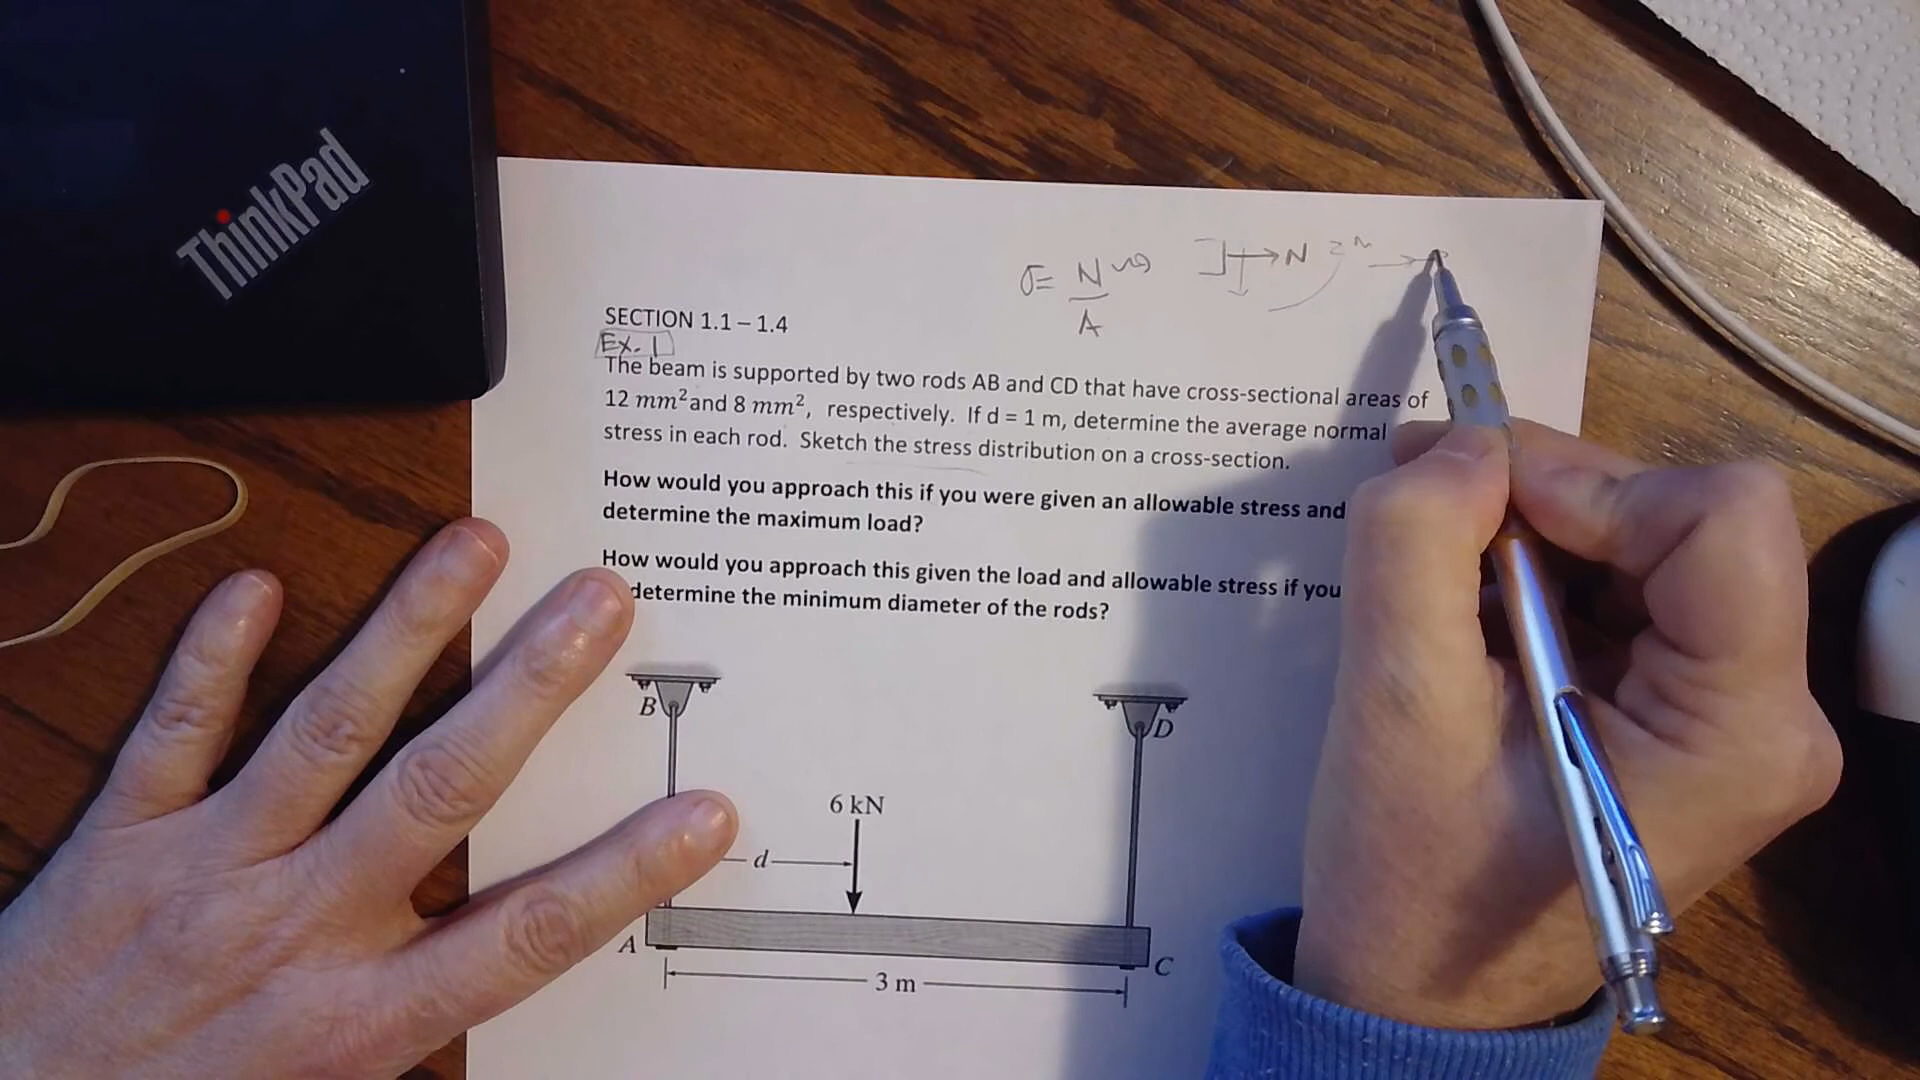 ThinkPad
σ = N
A
N
SECTION 1.1 – 1.4
Ex. 1
The beam is supported by two rods AB and CD that have cross-sectional areas of
12 mm² and 8 mm², respectively. If d = 1 m, determine the average normal
stress in each rod. Sketch the stress distribution on a cross-section.
How would you approach this if you were given an allowable stress and
determine the maximum load?
How would you approach this given the load and allowable stress if you
determine the minimum diameter of the rods?
B
D
6 kN
d
A
C
3 m